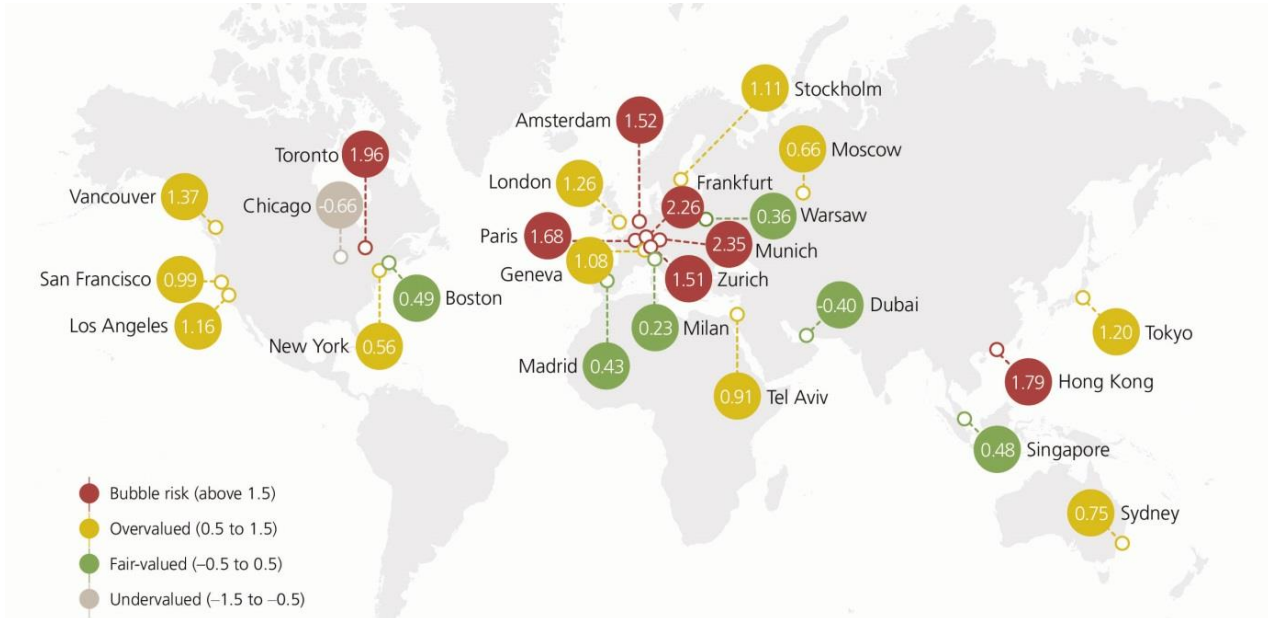 1.11 Stockholm
Amsterdam 1.52
0.66 Moscow
Toronto 1.96
London 1.26
Frankfurt
2.26
Vancouver 1.37
Chicago -0.66
0.36 Warsaw
Paris 1.68
2.35 Munich
Geneva 1.08
1.51 Zurich
San Francisco 0.99
0.49 Boston
-0.40 Dubai
Los Angeles 1.16
0.23 Milan
New York 0.56
1.20 Tokyo
Madrid 0.43
1.79 Hong Kong
0.91 Tel Aviv
0.48 Singapore
0.75 Sydney
Bubble risk (above 1.5)
Overvalued (0.5 to 1.5)
Fair-valued (–0.5 to 0.5)
Undervalued (–1.5 to –0.5)